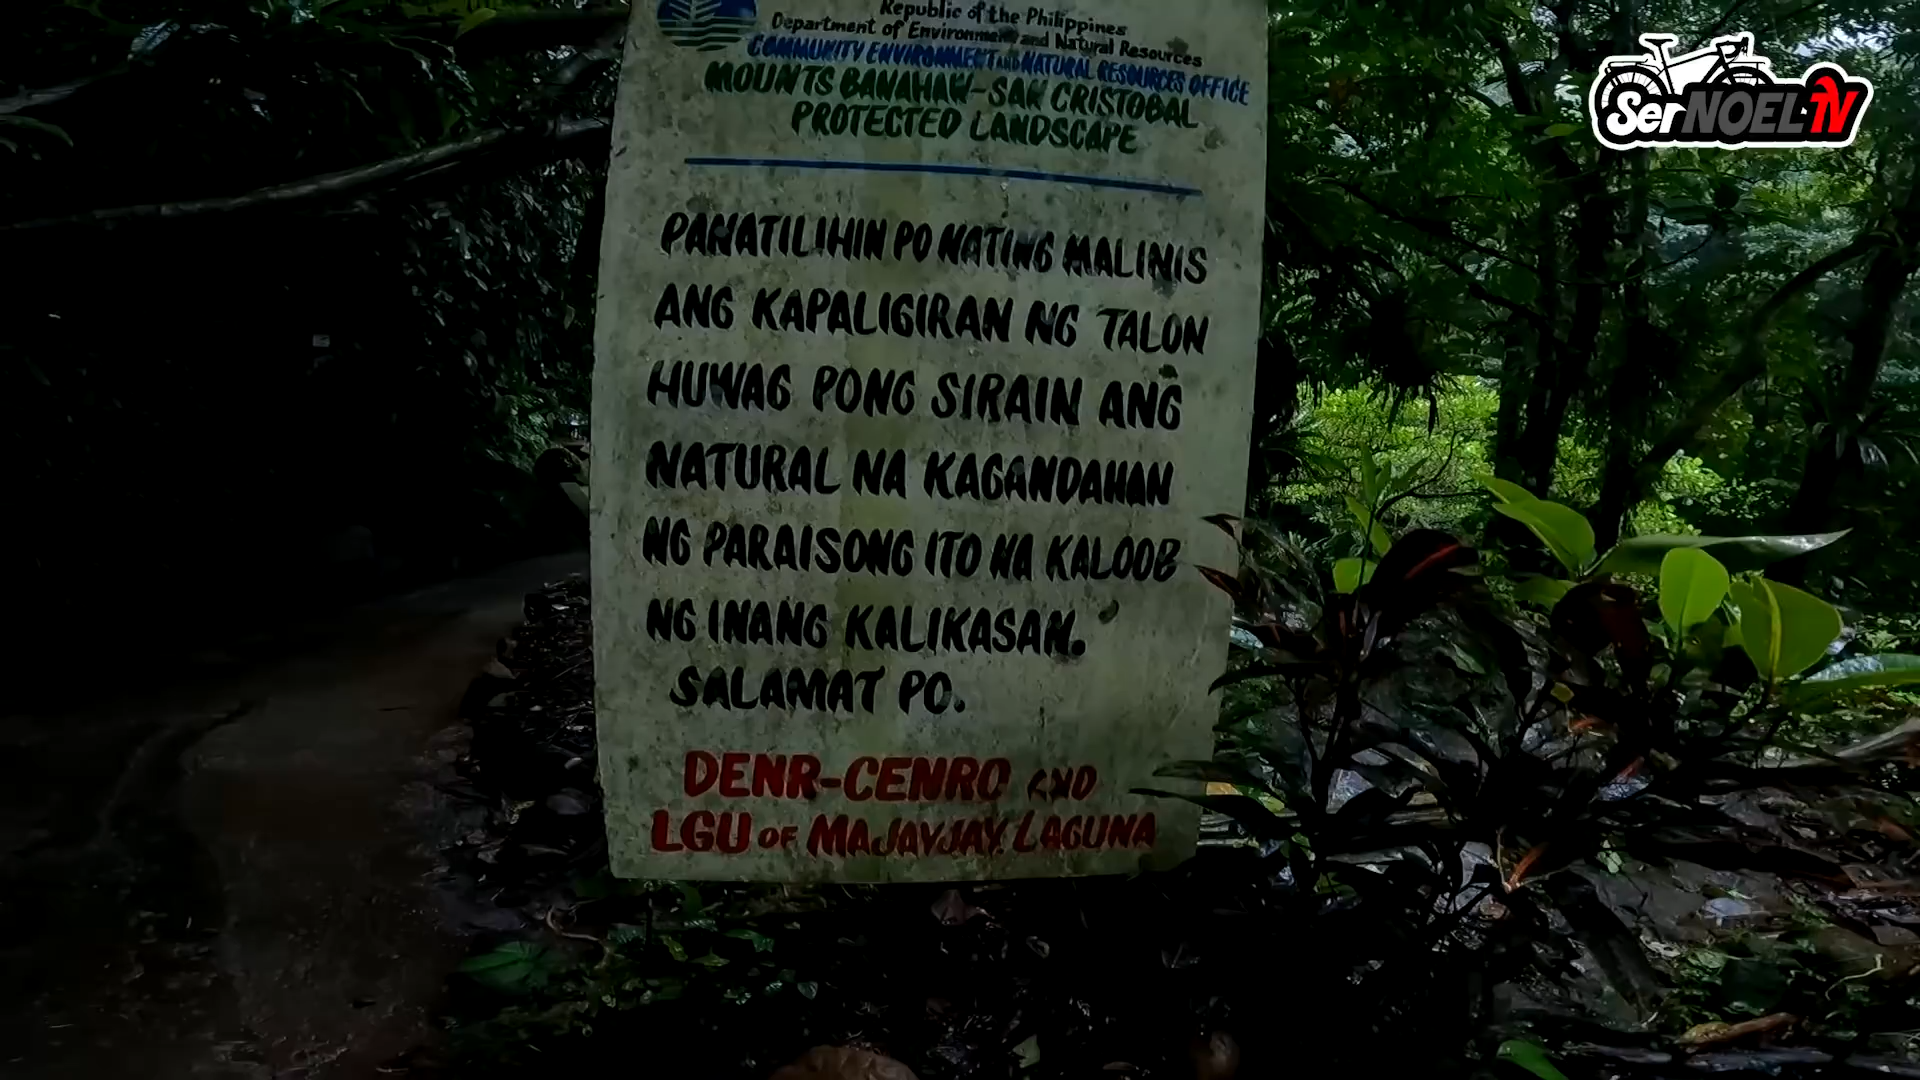 Republic of the Philippines
Department of Environment and Natural Resources
COMMUNITY ENVIRONMENT AND NATURAL RESOURCES OFFICE
MOUNTS BANAHAW-SAN CRISTOBAL
PROTECTED LANDSCAPE
PANATILIHIN PO NATING MALINIS
ANG KAPALIGIRAN NG TALON
HUWAG PONG SIRAIN ANG
NATURAL NA KAGANDAHAN
NG PARAISONG ITO NA KALOOB
NG INANG KALIKASAN.
SALAMAT PO.
DENR-CENRO AND
LGU OF MAJAYJAY, LAGUNA
SerNOELTV